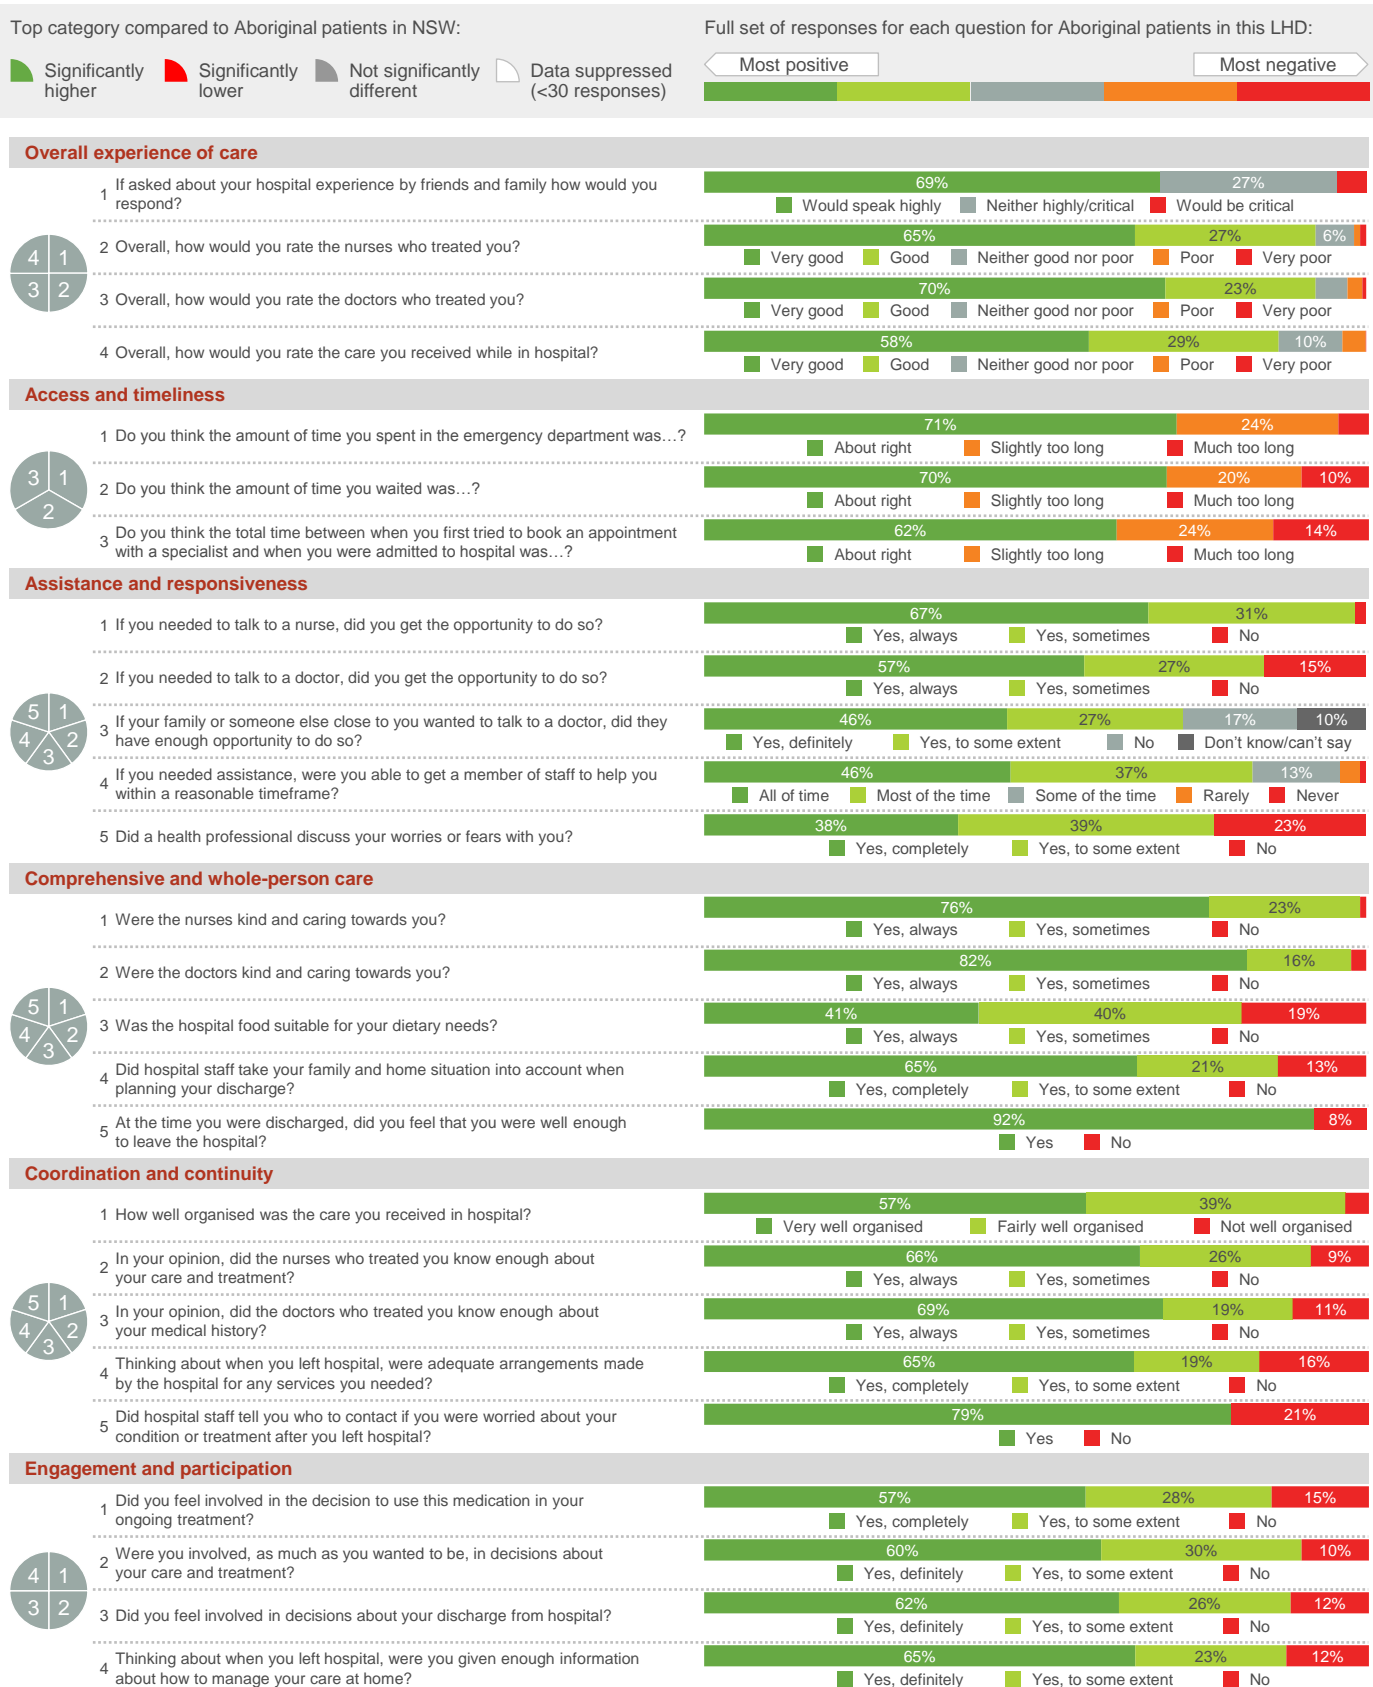 Top category compared to Aboriginal patients in NSW:
Full set of responses for each question for Aboriginal patients in this LHD:
Significantly higher
Significantly lower
Not significantly different
Data suppressed (<30 responses)
Most positive
Most negative
Overall experience of care
4 1
3 2
1 If asked about your hospital experience by friends and family how would you
respond?
69% 27%
Would speak highly Neither highly/critical Would be critical
2 Overall, how would you rate the nurses who treated you?
65% 27% 6%
Very good Good Neither good nor poor Poor Very poor
3 Overall, how would you rate the doctors who treated you?
70% 23%
Very good Good Neither good nor poor Poor Very poor
4 Overall, how would you rate the care you received while in hospital?
58% 29% 10%
Very good Good Neither good nor poor Poor Very poor
Access and timeliness
3 1
2
1 Do you think the amount of time you spent in the emergency department was…?
71% 24%
About right Slightly too long Much too long
2 Do you think the amount of time you waited was…?
70% 20% 10%
About right Slightly too long Much too long
3 Do you think the total time between when you first tried to book an appointment
with a specialist and when you were admitted to hospital was…?
62% 24% 14%
About right Slightly too long Much too long
Assistance and responsiveness
5 1
4 2
3
1 If you needed to talk to a nurse, did you get the opportunity to do so?
67% 31%
Yes, always Yes, sometimes No
2 If you needed to talk to a doctor, did you get the opportunity to do so?
57% 27% 15%
Yes, always Yes, sometimes No
3 If your family or someone else close to you wanted to talk to a doctor, did they
have enough opportunity to do so?
46% 27% 17% 10%
Yes, definitely Yes, to some extent No Don't know/can't say
4 If you needed assistance, were you able to get a member of staff to help you
within a reasonable timeframe?
46% 37% 13%
All of time Most of the time Some of the time Rarely Never
5 Did a health professional discuss your worries or fears with you?
38% 39% 23%
Yes, completely Yes, to some extent No
Comprehensive and whole-person care
5 1
4 2
3
1 Were the nurses kind and caring towards you?
76% 23%
Yes, always Yes, sometimes No
2 Were the doctors kind and caring towards you?
82% 16%
Yes, always Yes, sometimes No
3 Was the hospital food suitable for your dietary needs?
41% 40% 19%
Yes, always Yes, sometimes No
4 Did hospital staff take your family and home situation into account when
planning your discharge?
65% 21% 13%
Yes, completely Yes, to some extent No
5 At the time you were discharged, did you feel that you were well enough
to leave the hospital?
92% 8%
Yes No
Coordination and continuity
5 1
4 2
3
1 How well organised was the care you received in hospital?
57% 39%
Very well organised Fairly well organised Not well organised
2 In your opinion, did the nurses who treated you know enough about
your care and treatment?
66% 26% 9%
Yes, always Yes, sometimes No
3 In your opinion, did the doctors who treated you know enough about
your medical history?
69% 19% 11%
Yes, always Yes, sometimes No
4 Thinking about when you left hospital, were adequate arrangements made
by the hospital for any services you needed?
65% 19% 16%
Yes, completely Yes, to some extent No
5 Did hospital staff tell you who to contact if you were worried about your
condition or treatment after you left hospital?
79% 21%
Yes No
Engagement and participation
4 1
3 2
1 Did you feel involved in the decision to use this medication in your
ongoing treatment?
57% 28% 15%
Yes, completely Yes, to some extent No
2 Were you involved, as much as you wanted to be, in decisions about
your care and treatment?
60% 30% 10%
Yes, definitely Yes, to some extent No
3 Did you feel involved in decisions about your discharge from hospital?
62% 26% 12%
Yes, definitely Yes, to some extent No
4 Thinking about when you left hospital, were you given enough information
about how to manage your care at home?
65% 23% 12%
Yes, definitely Yes, to some extent No